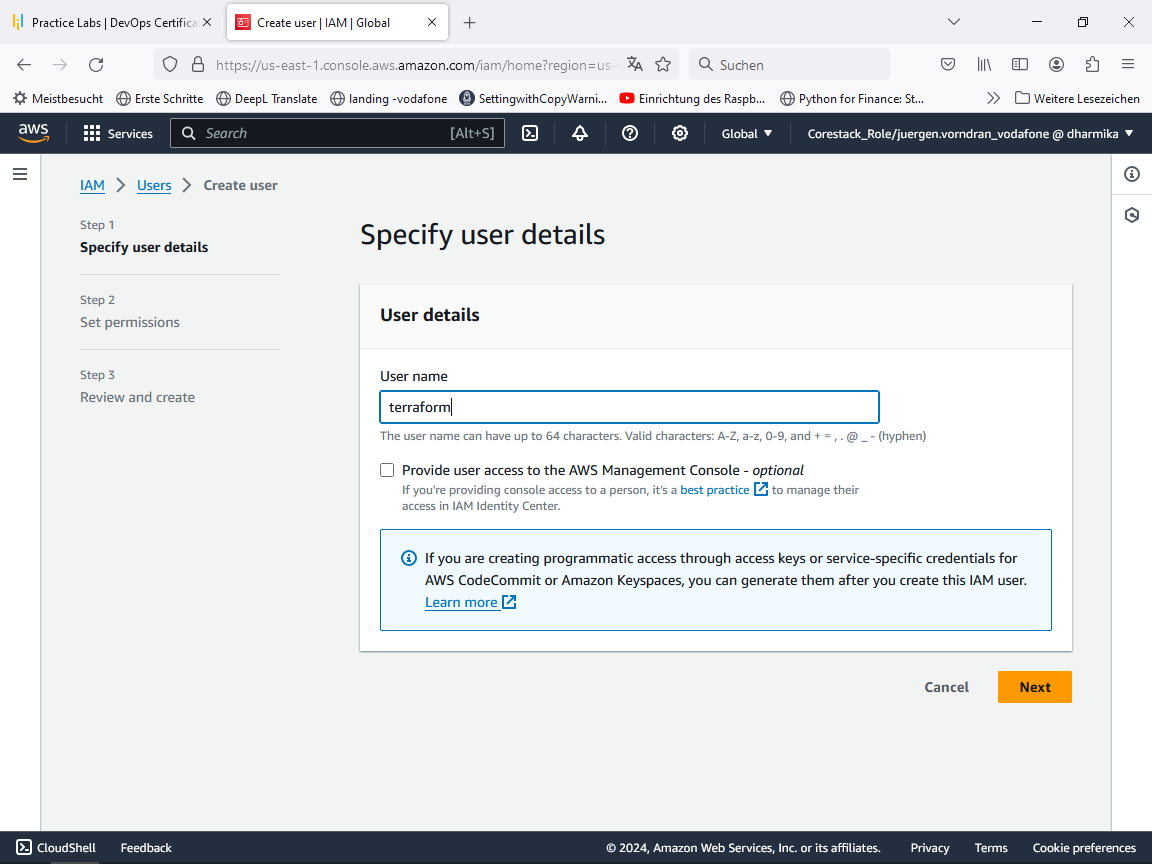 Practice Labs | DevOps Certifica
Create user | IAM | Global
https://us-east-1.console.aws.amazon.com/iam/home?region=us-
Suchen
Meistbesucht
Erste Schritte
DeepL Translate
landing -vodafone
SettingwithCopyWarni...
Einrichtung des Raspb...
Python for Finance: St...
Weitere Lesezeichen
aws
Services
Search
[Alt+S]
Global
Corestack_Role/juergen.vorndran_vodafone @ dharmika
IAM
Users
Create user
Step 1
Specify user details
Step 2
Set permissions
Step 3
Review and create
Specify user details
User details
User name
terraform
The user name can have up to 64 characters. Valid characters: A-Z, a-z, 0-9, and + = , . @ _ - (hyphen)
Provide user access to the AWS Management Console - optional
If you're providing console access to a person, it's a best practice to manage their
access in IAM Identity Center.
If you are creating programmatic access through access keys or service-specific credentials for
AWS CodeCommit or Amazon Keyspaces, you can generate them after you create this IAM user.
Learn more
Cancel
Next
CloudShell
Feedback
© 2024, Amazon Web Services, Inc. or its affiliates.
Privacy
Terms
Cookie preferences